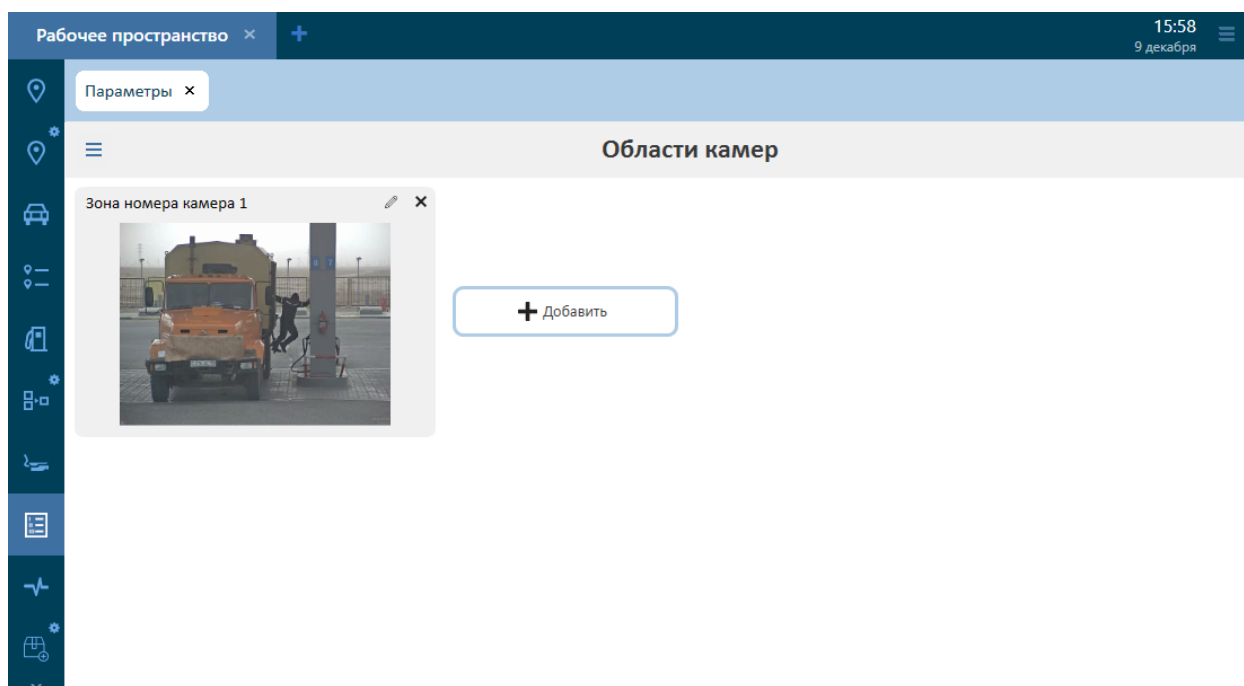 Рабочее пространство
15:58
9 декабря
Параметры
Области камер
Зона номера камера 1
Добавить